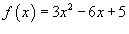 f(x) = 3x² − 6x + 5